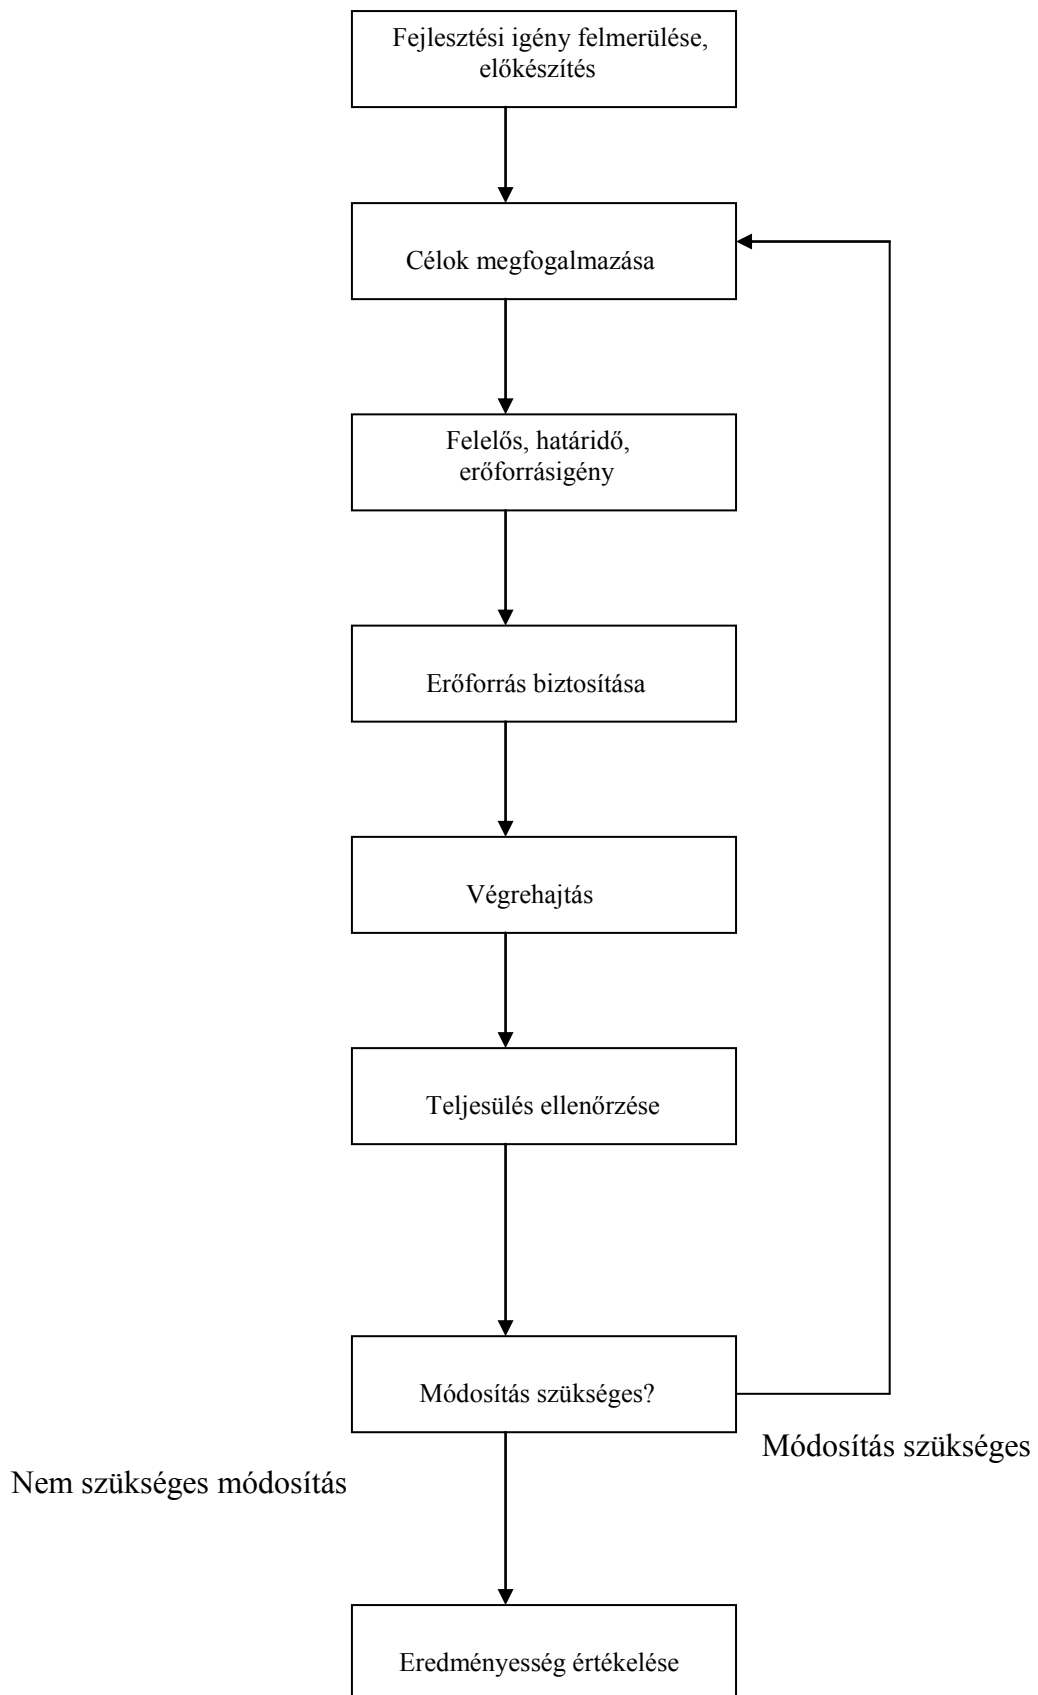 Fejlesztési igény felmerülése,
előkészítés
Célok megfogalmazása
Felelős, határidő,
erőforrásigény
Erőforrás biztosítása
Végrehajtás
Teljesülés ellenőrzése
Módosítás szükséges?
Módosítás szükséges
Nem szükséges módosítás
Eredményesség értékelése